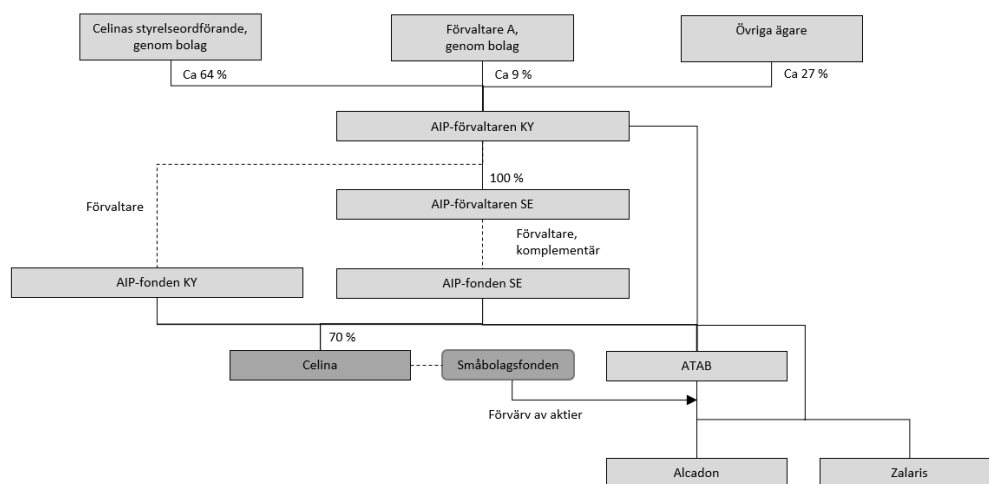 Celinas styrelseordförande,
genom bolag
Förvaltare A,
genom bolag
Övriga ägare
Ca 64 %
Ca 9 %
Ca 27 %
AIP-förvaltaren KY
100 %
Förvaltare
AIP-förvaltaren SE
Förvaltare,
komplementär
AIP-fonden KY
AIP-fonden SE
70 %
Celina
Småbolagsfonden
ATAB
Förvärv av aktier
Alcadon
Zalaris